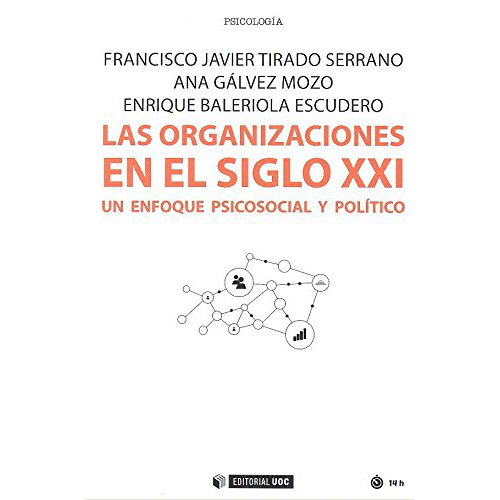 PSICOLOGÍA
FRANCISCO JAVIER TIRADO SERRANO
ANA GÁLVEZ MOZO
ENRIQUE BALERIOLA ESCUDERO
LAS ORGANIZACIONES
EN EL SIGLO XXI
UN ENFOQUE PSICOSOCIAL Y POLÍTICO
EDITORIAL UOC
14 h